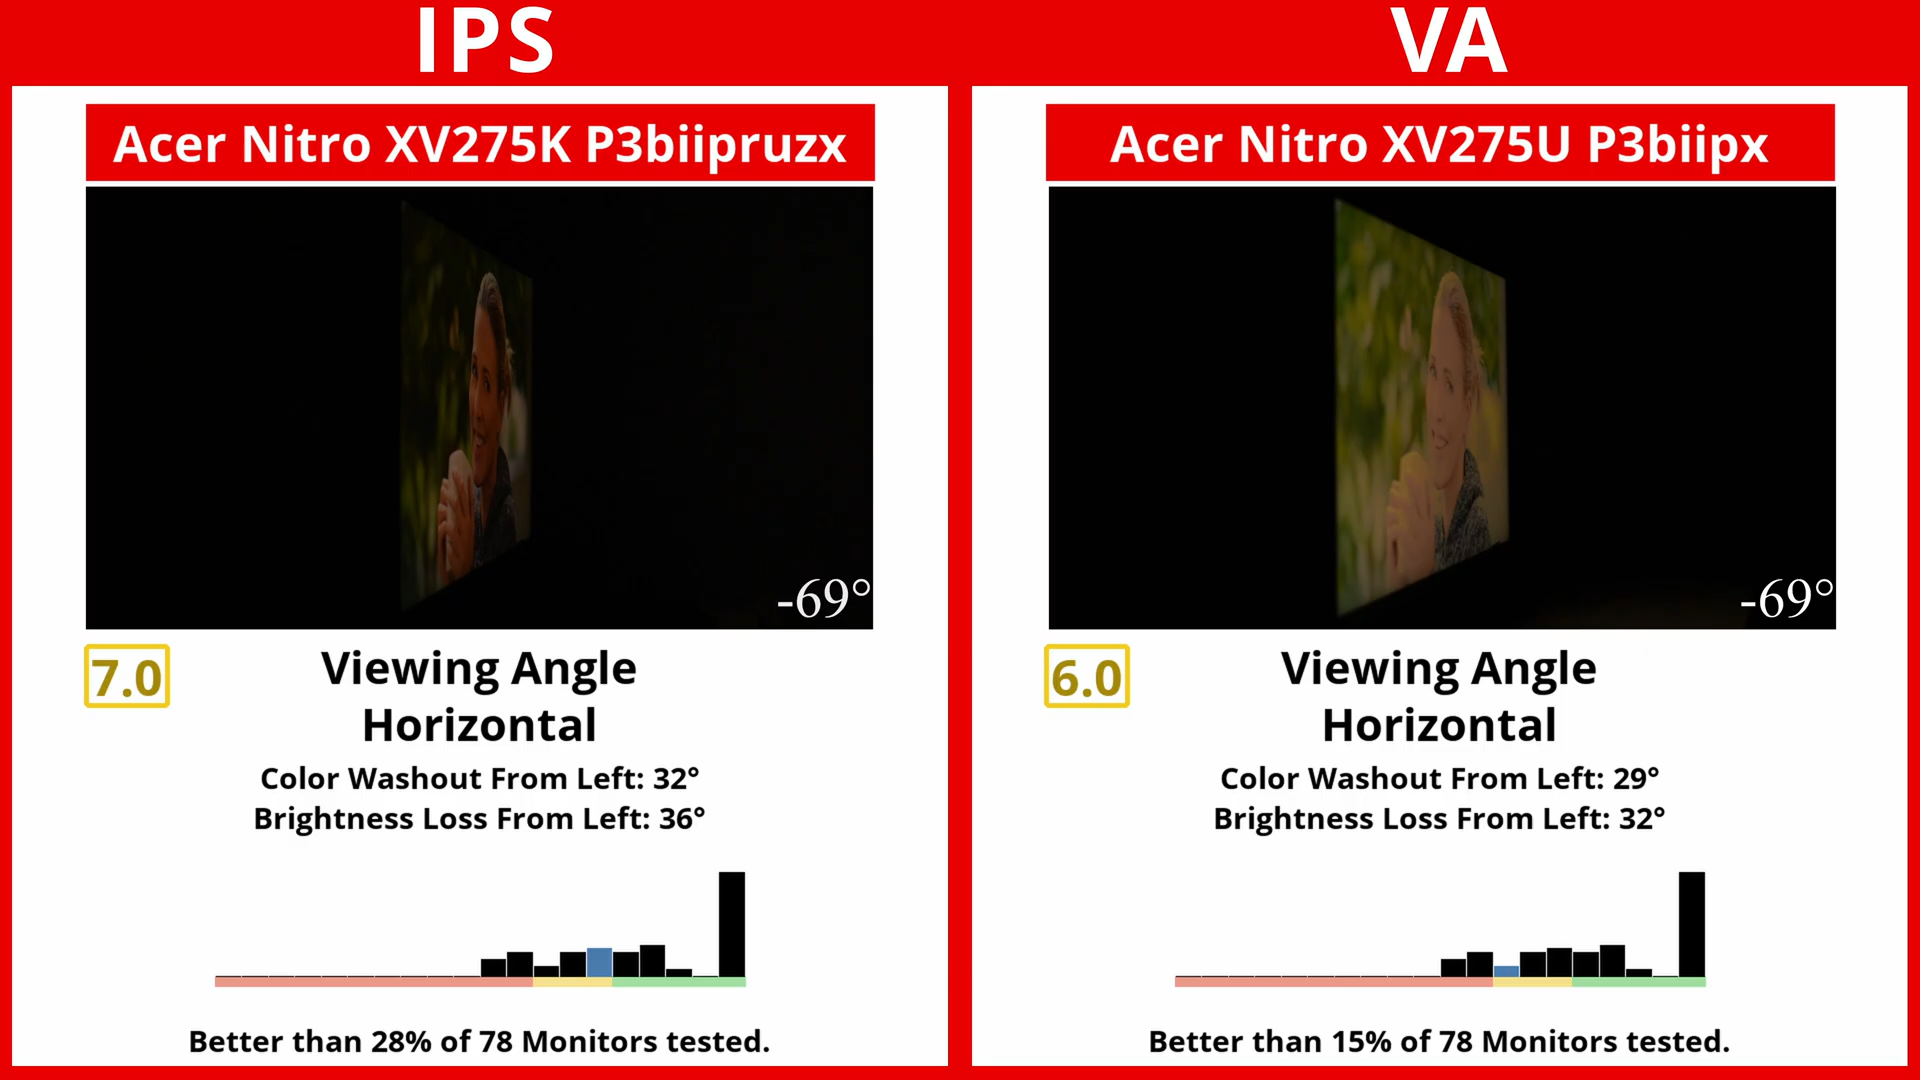 IPS
VA
Acer Nitro XV275K P3biipruzx
-69°
7.0
Viewing Angle
Horizontal
Color Washout From Left: 32°
Brightness Loss From Left: 36°
Better than 28% of 78 Monitors tested.
Acer Nitro XV275U P3biipx
-69°
6.0
Viewing Angle
Horizontal
Color Washout From Left: 29°
Brightness Loss From Left: 32°
Better than 15% of 78 Monitors tested.